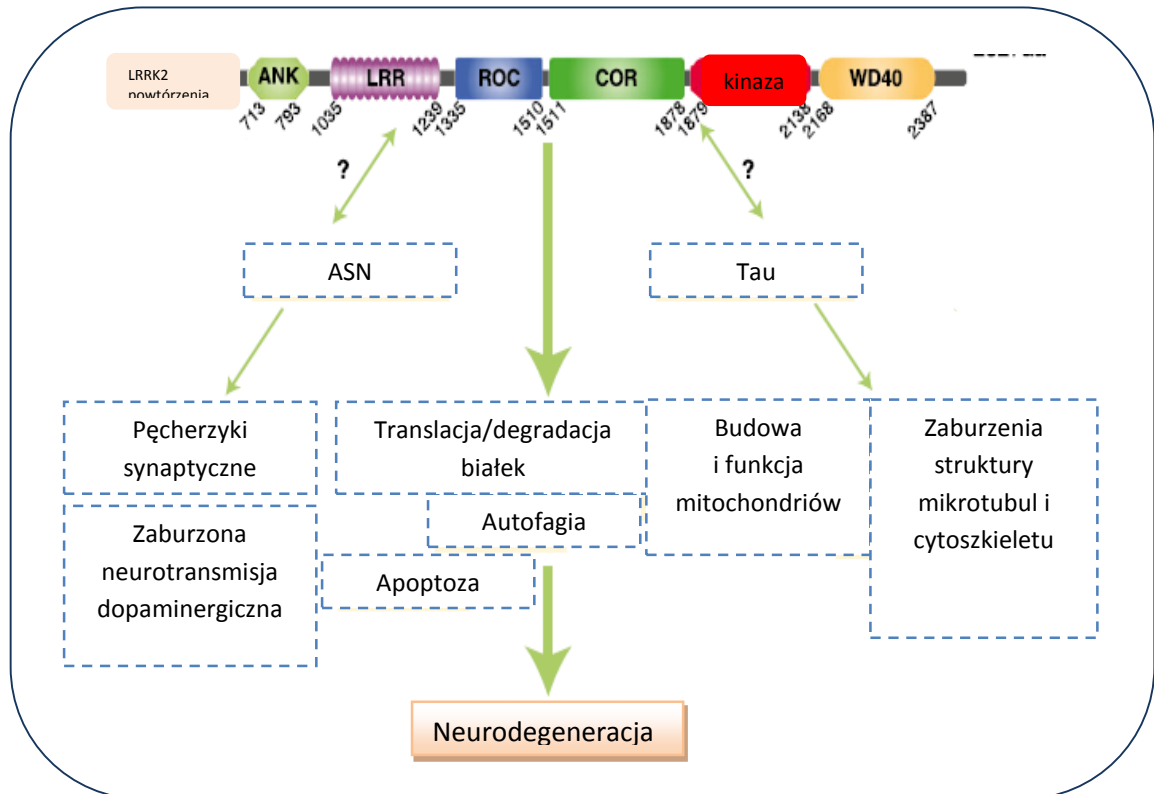 LRRK2
powtórzenia
ANK
LRR
ROC
COR
kinaza
WD40
713
793
1035
1239
1335
1510
1511
1878
1879
2138
2168
2387
?
?
ASN
Tau
Pęcherzyki
synaptyczne
Translacja/degradacja
białek
Budowa
i funkcja
mitochondriów
Zaburzenia
struktury
mikrotubul i
cytoszkieletu
Autofagia
Zaburzona
neurotransmisja
dopaminergiczna
Apoptoza
Neurodegeneracja